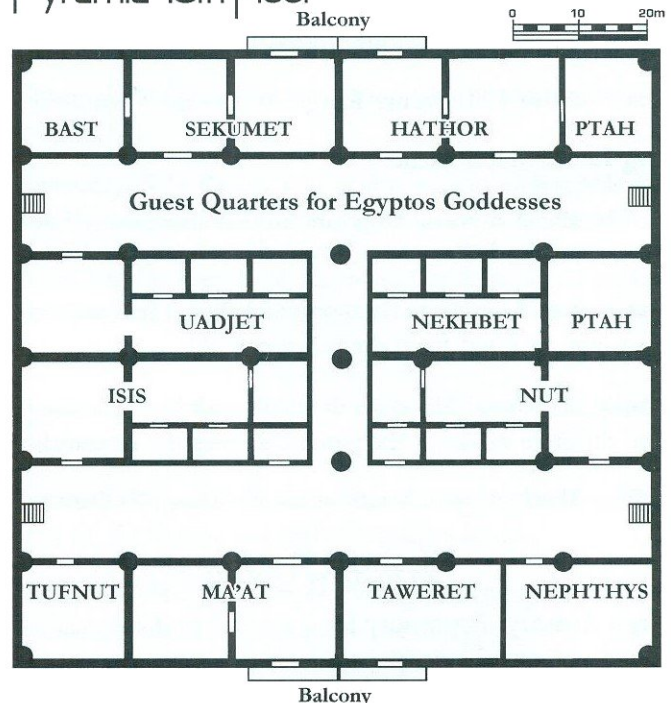 Balcony
0 10 20m
BAST SEKUMET HATHOR PTAH
Guest Quarters for Egyptos Goddesses
UADJET NEKHBET PTAH
ISIS NUT
TUFNUT MA'AT TAWERET NEPHTHYS
Balcony